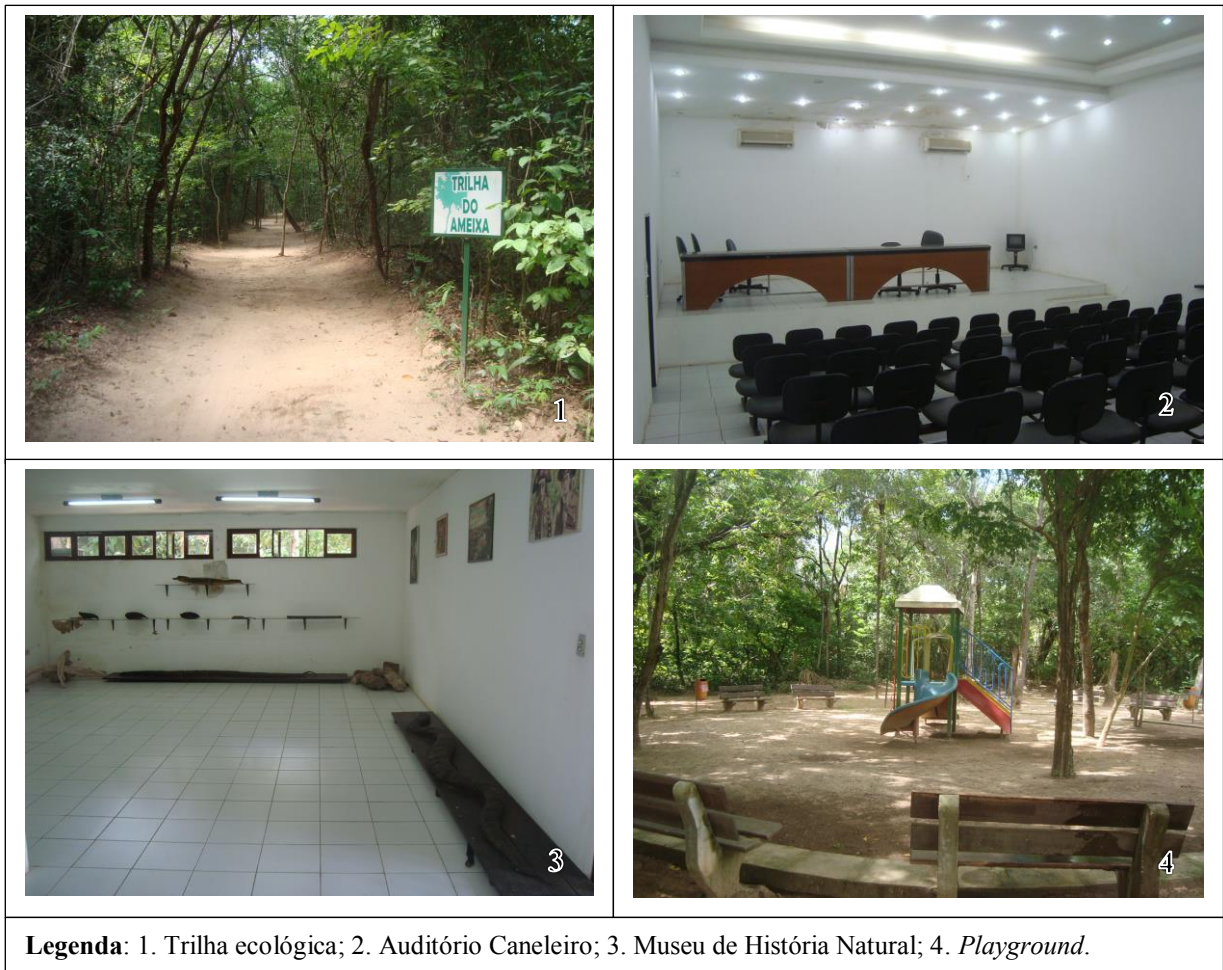 TRILHA
DO
AMEIXA
1
2
3
4
Legenda: 1. Trilha ecológica; 2. Auditório Caneleiro; 3. Museu de História Natural; 4. Playground.